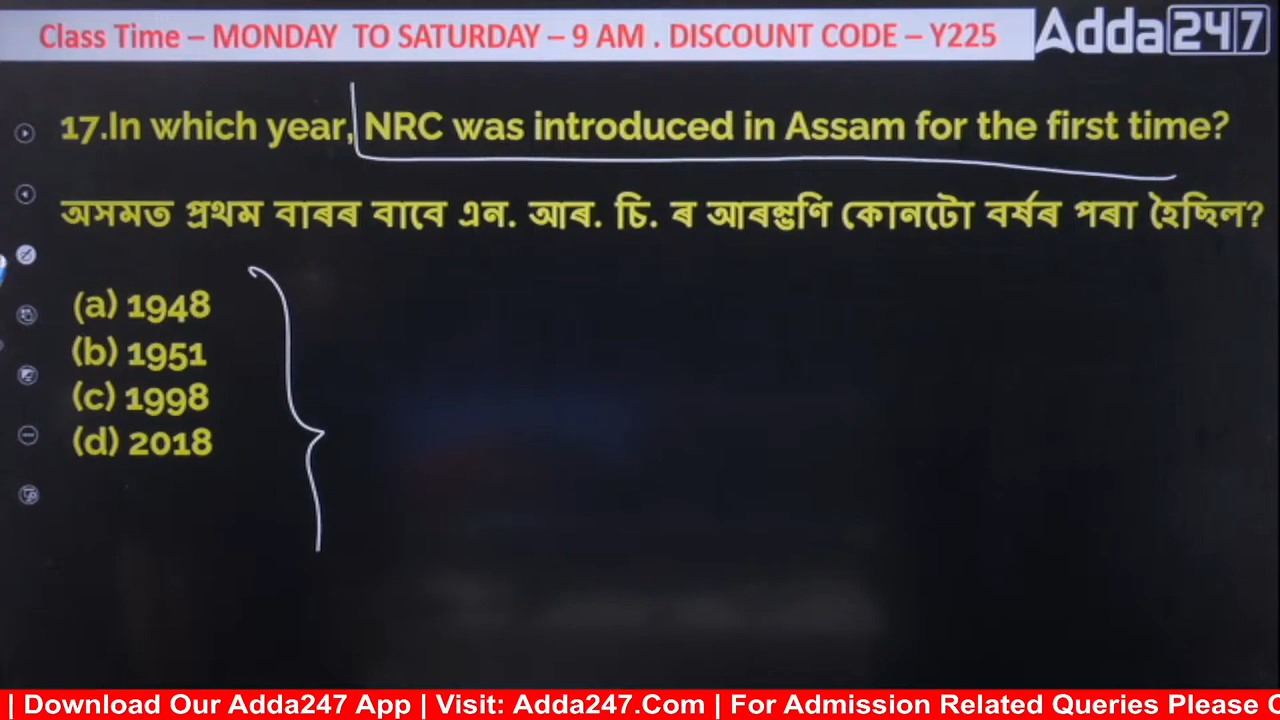 Class Time – MONDAY TO SATURDAY – 9 AM . DISCOUNT CODE – Y225
Adda247
17.In which year, NRC was introduced in Assam for the first time?
অসমত প্ৰথম বাৰৰ বাবে এন. আৰ. চি. ৰ আৰম্ভণি কোনটো বৰ্ষৰ পৰা হৈছিল?
(a) 1948
(b) 1951
(c) 1998
(d) 2018
| Download Our Adda247 App | Visit: Adda247.Com | For Admission Related Queries Please C